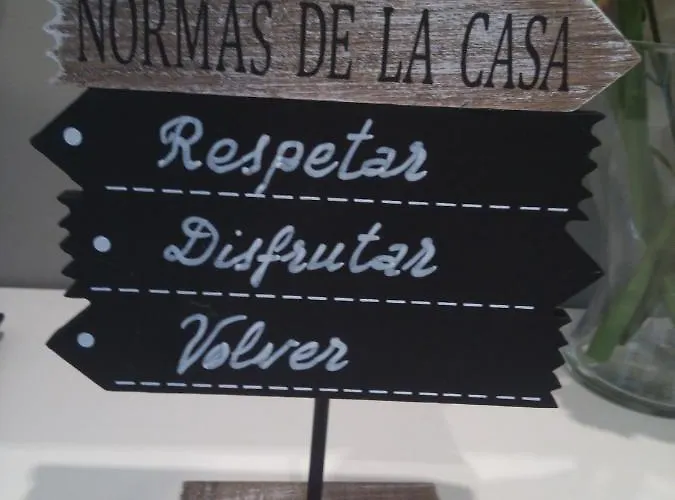 NORMAS DE LA CASA
Respetar
Disfrutar
Volver